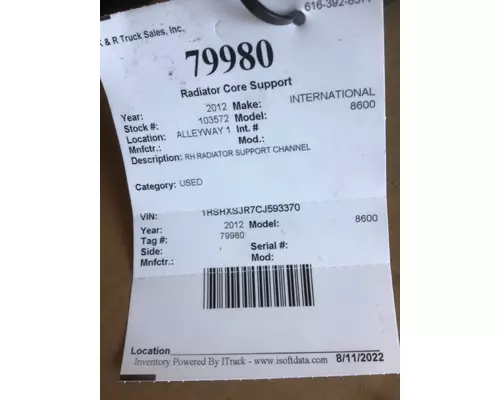 & R Truck Sales, Inc.
79980
Radiator Core Support
Year: 2012 Make: INTERNATIONAL
Stock #: 103572 Model: 8600
Location: ALLEYWAY 1 Int. #
Mnfctr.: Mod.:
Description: RH RADIATOR SUPPORT CHANNEL
Category: USED
VIN: 1HSHXSJR7CJ593370
Year: 2012 Model: 8600
Tag #: 79980
Side: Serial #:
Mnfctr.: Mod:
Location
Inventory Powered By ITrack - www.isoftdata.com 8/11/2022